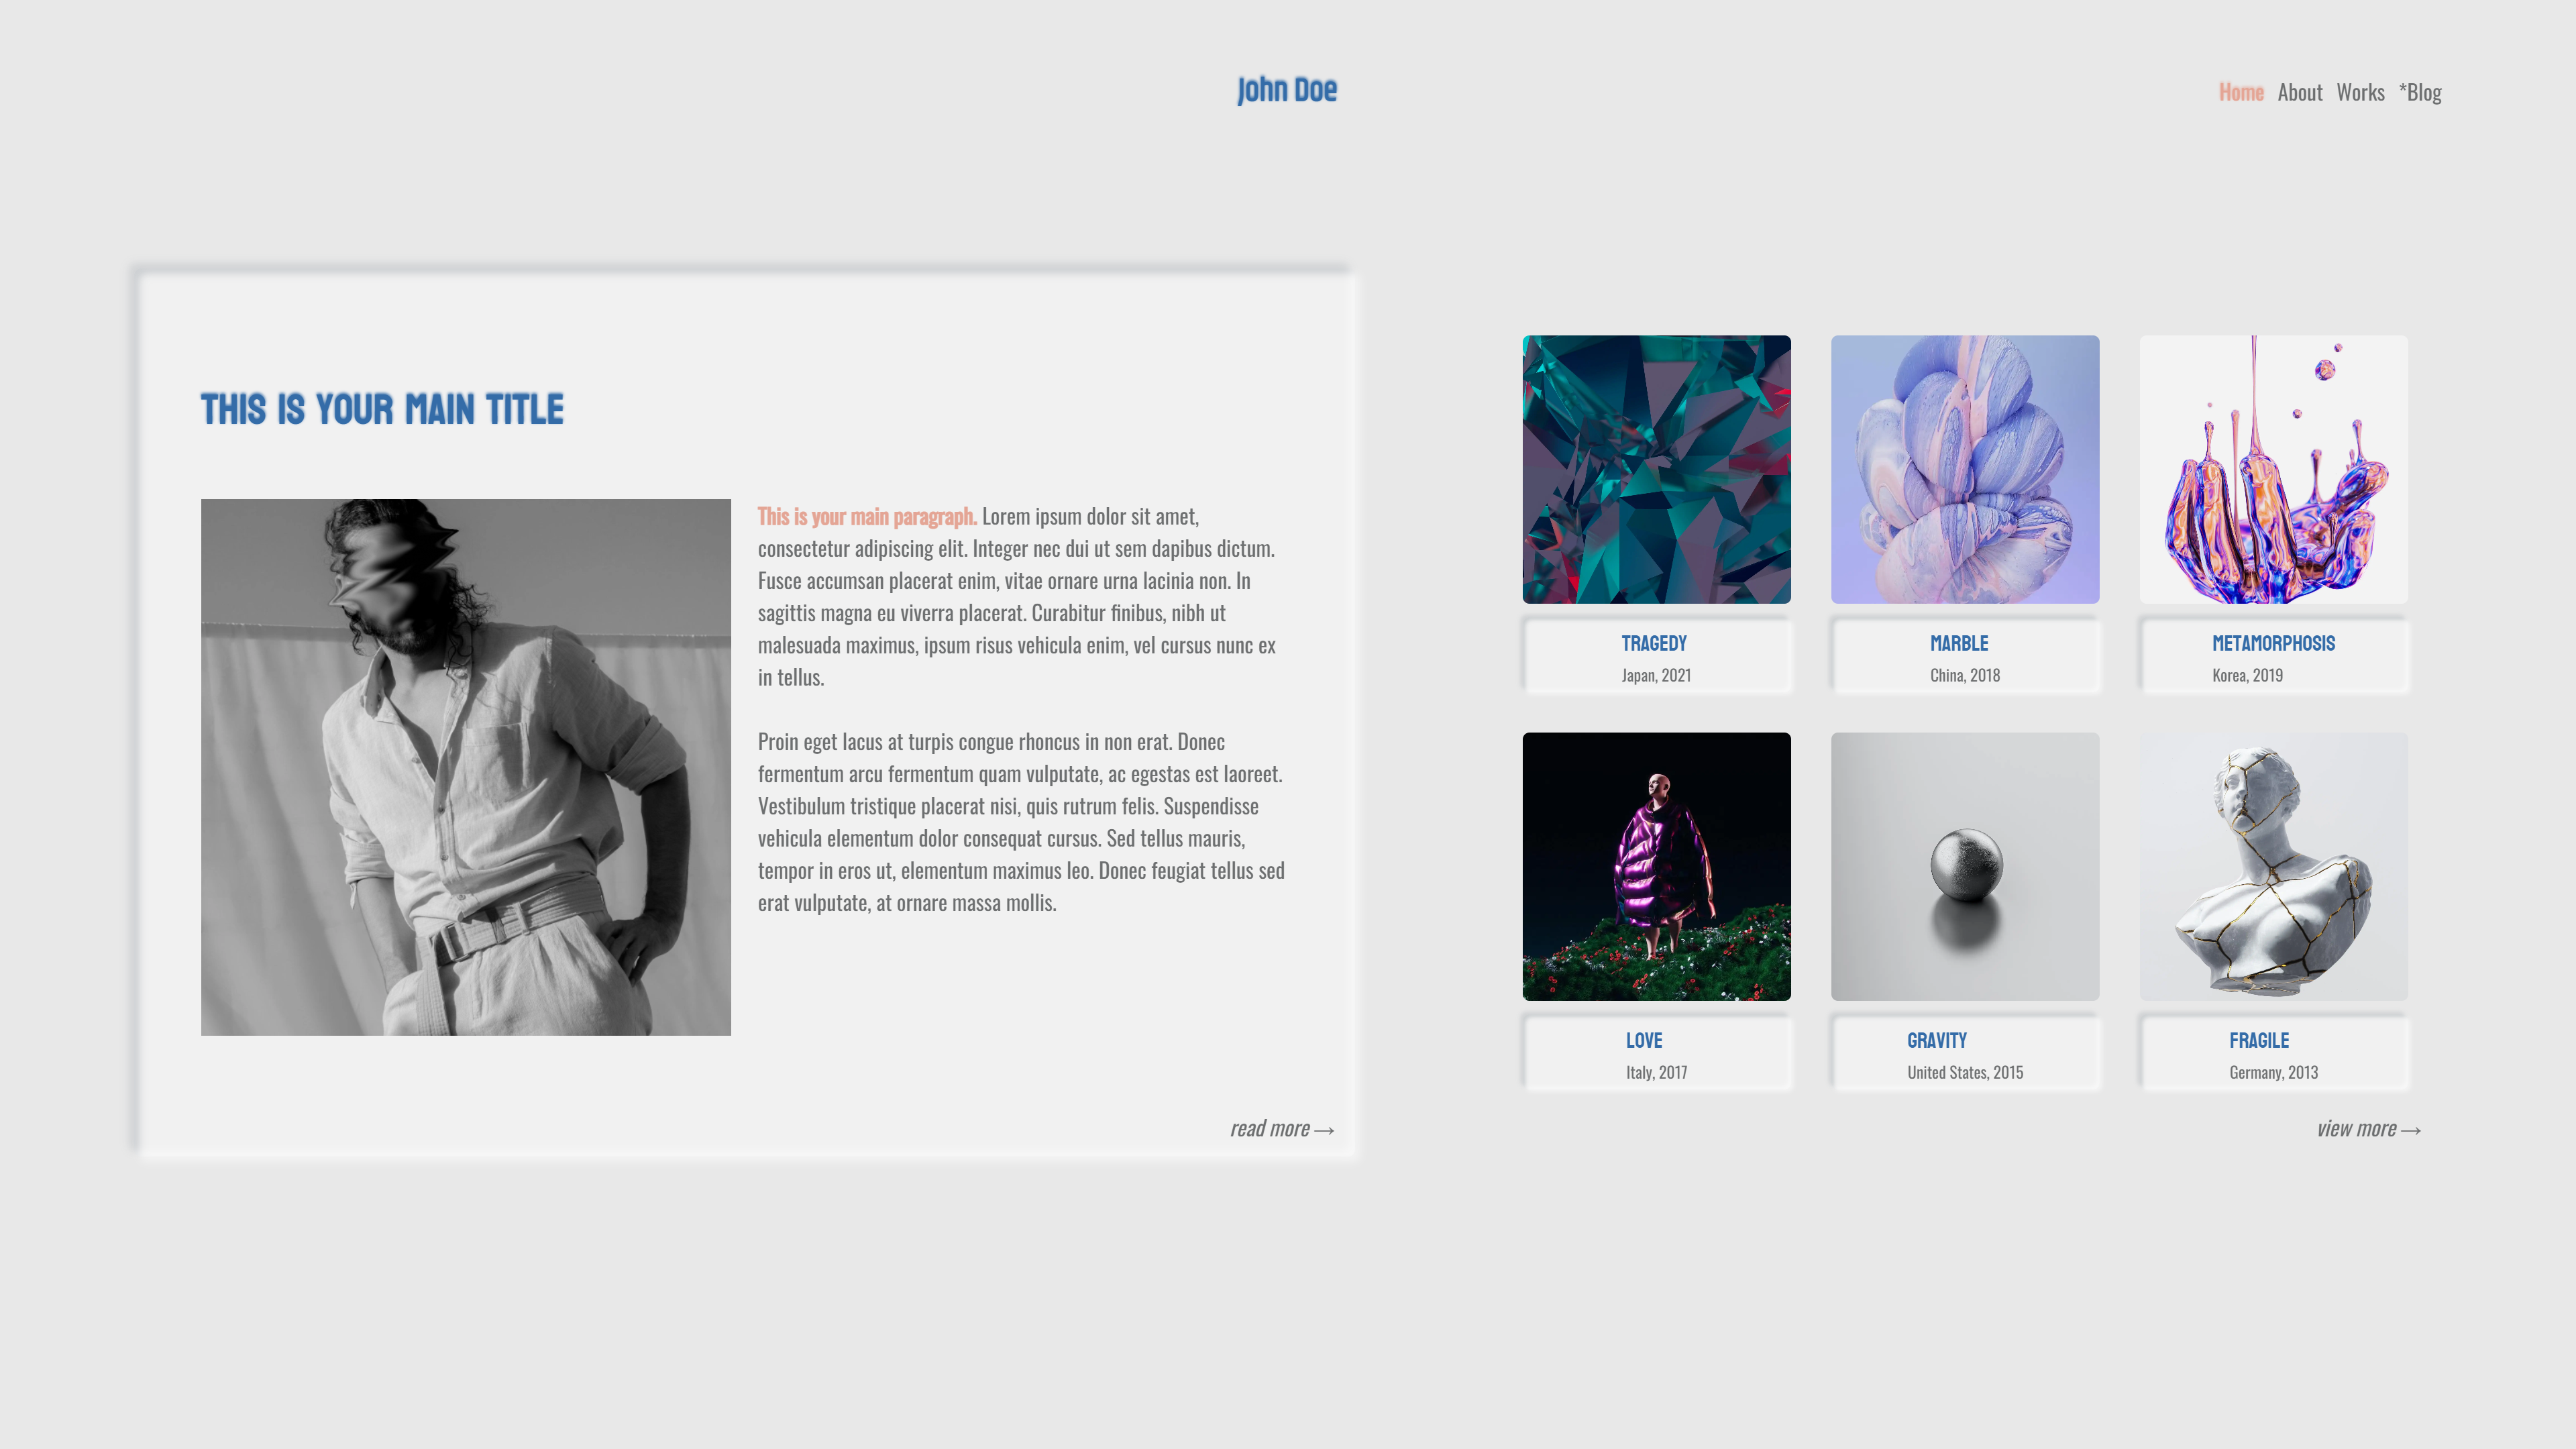 John Doe
Home About Works *Blog
THIS IS YOUR MAIN TITLE
This is your main paragraph. Lorem ipsum dolor sit amet,
consectetur adipiscing elit. Integer nec dui ut sem dapibus dictum.
Fusce accumsan placerat enim, vitae ornare urna lacinia non. In
sagittis magna eu viverra placerat. Curabitur finibus, nibh ut
malesuada maximus, ipsum risus vehicula enim, vel cursus nunc ex
in tellus.
Proin eget lacus at turpis congue rhoncus in non erat. Donec
fermentum arcu fermentum quam vulputate, ac egestas est laoreet.
Vestibulum tristique placerat nisi, quis rutrum felis. Suspendisse
vehicula elementum dolor consequat cursus. Sed tellus mauris,
tempor in eros ut, elementum maximus leo. Donec feugiat tellus sed
erat vulputate, at ornare massa mollis.
read more →
TRAGEDY
Japan, 2021
MARBLE
China, 2018
METAMORPHOSIS
Korea, 2019
LOVE
Italy, 2017
GRAVITY
United States, 2015
FRAGILE
Germany, 2013
view more →